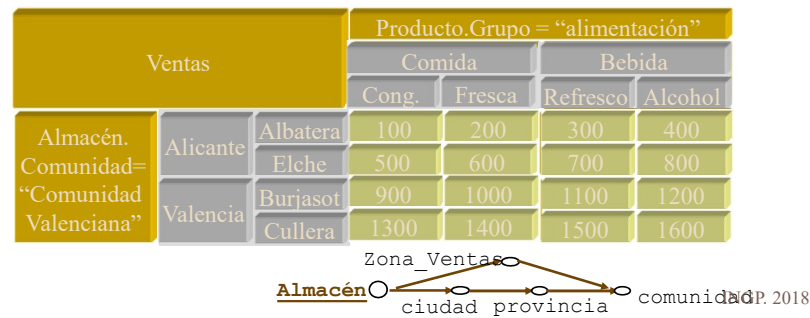 Producto.Grupo = “alimentación”
Ventas
Comida Bebida
Cong. Fresca Refresco Alcohol
Almacén.
Comunidad=
“Comunidad
Valenciana”
Alicante
Albatera 100 200 300 400
Elche 500 600 700 800
Valencia
Burjasot 900 1000 1100 1200
Cullera 1300 1400 1500 1600
Zona_Ventas
Almacén
ciudad provincia comunidad
P. 2018